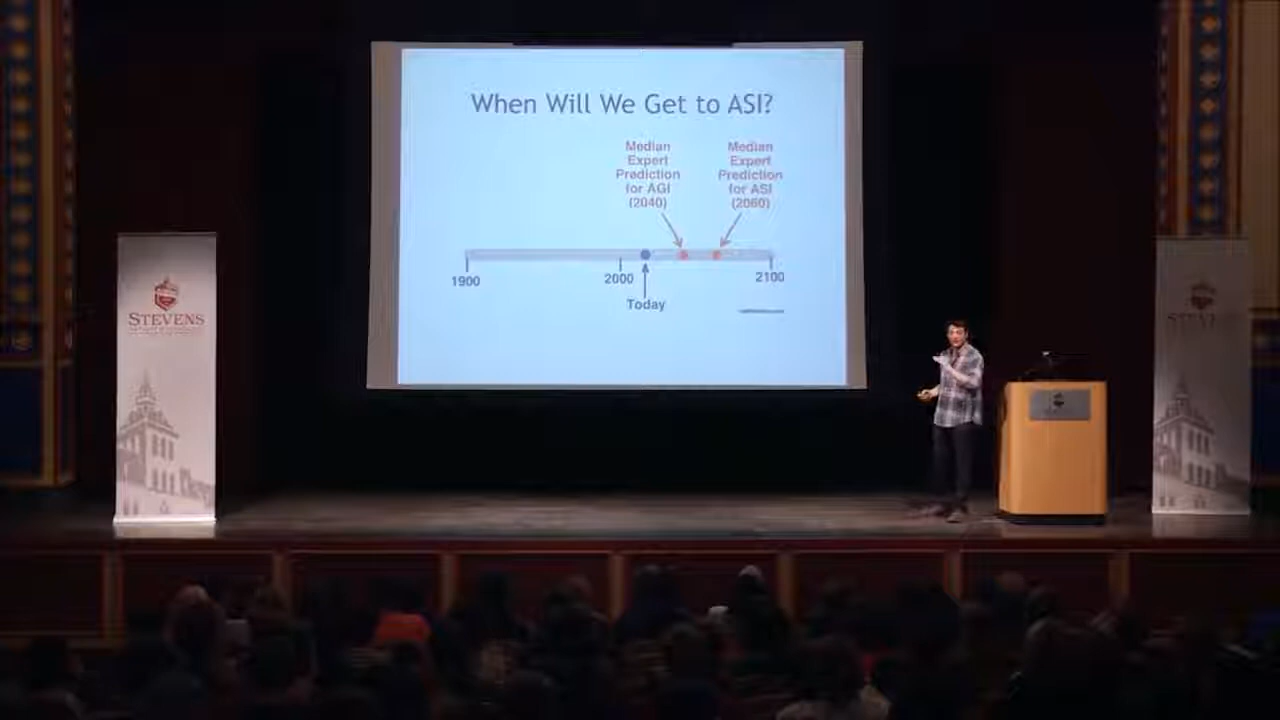 When Will We Get to ASI?
Median
Expert
Prediction
for AGI
(2040)
Median
Expert
Prediction
for ASI
(2060)
1900
2000
2100
Today
STEVENS